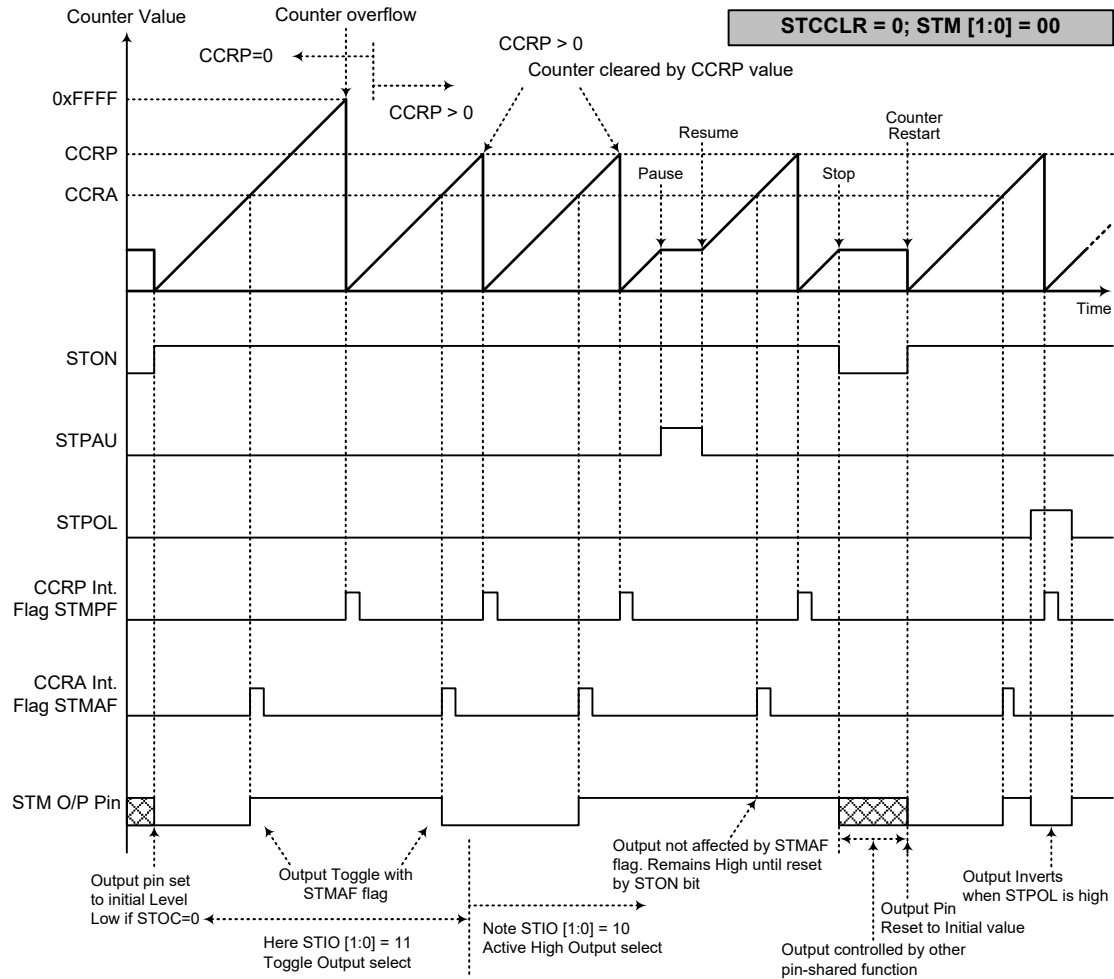 Counter Value
Counter overflow
STCCLR = 0; STM [1:0] = 00
CCRP=0
CCRP > 0
CCRP > 0
Counter cleared by CCRP value
0xFFFF
CCRP
CCRA
Pause
Resume
Stop
Counter
Restart
Time
STON
STPAU
STPOL
CCRP Int.
Flag STMPF
CCRA Int.
Flag STMAF
STM O/P Pin
Output pin set
to initial Level
Low if STOC=0
Output Toggle with
STMAF flag
Here STIO [1:0] = 11
Toggle Output select
Note STIO [1:0] = 10
Active High Output select
Output not affected by STMAF
flag. Remains High until reset
by STON bit
Output controlled by other
pin-shared function
Output Pin
Reset to Initial value
Output Inverts
when STPOL is high